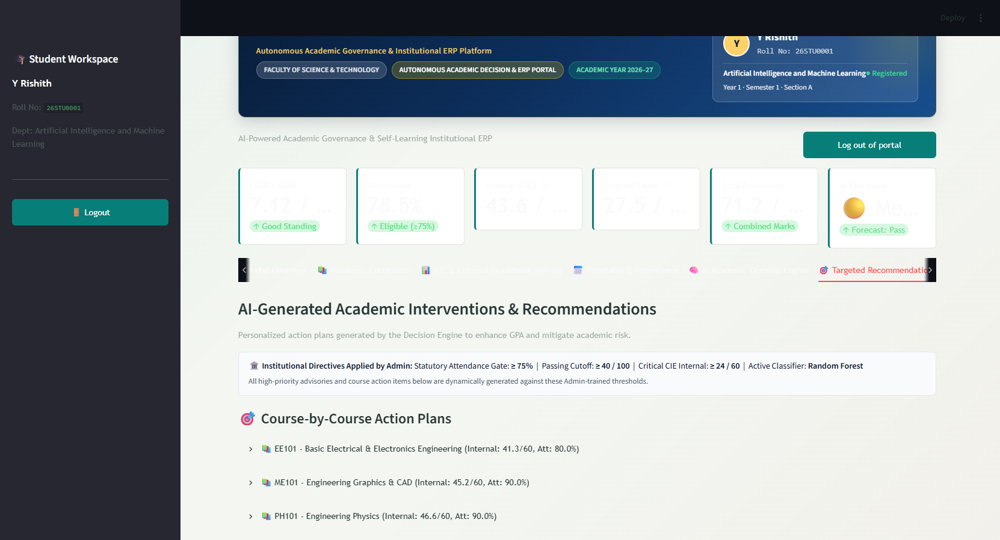 Deploy
Student Workspace
Y Rishith
Roll No: 26STU0001
Dept: Artificial Intelligence and Machine
Learning
Logout
Autonomous Academic Governance & Institutional ERP Platform
FACULTY OF SCIENCE & TECHNOLOGY
AUTONOMOUS ACADEMIC DECISION & ERP PORTAL
ACADEMIC YEAR 2026–27
Y
Y Rishith
Roll No: 26STU0001
Artificial Intelligence and Machine Learning
Registered
Year 1 · Semester 1 · Section A
AI-Powered Academic Governance & Self-Learning Institutional ERP
Log out of portal
CGPA / SGPA
7.12 / ...
↑ Good Standing
Attendance
78.5%
↑ Eligible (≥75%)
Internal (CIE)
43.6 / ...
External Exam
27.5 / ...
Total Assessment
71.2 / ...
↑ Combined Marks
AI Risk Radar
Me...
↑ Forecast: Pass
Portal Overview
Academic Curriculum
CIE & External Gradebook (60/40)
Timetable & Attendance
AI Academic Decision Engine
Targeted Recommendatio
AI-Generated Academic Interventions & Recommendations
Personalized action plans generated by the Decision Engine to enhance GPA and mitigate academic risk.
Institutional Directives Applied by Admin: Statutory Attendance Gate: ≥ 75% | Passing Cutoff: ≥ 40 / 100 | Critical CIE Internal: ≥ 24 / 60 | Active Classifier: Random Forest
All high-priority advisories and course action items below are dynamically generated against these Admin-trained thresholds.
Course-by-Course Action Plans
EE101 - Basic Electrical & Electronics Engineering (Internal: 41.3/60, Att: 80.0%)
ME101 - Engineering Graphics & CAD (Internal: 45.2/60, Att: 90.0%)
PH101 - Engineering Physics (Internal: 46.6/60, Att: 90.0%)